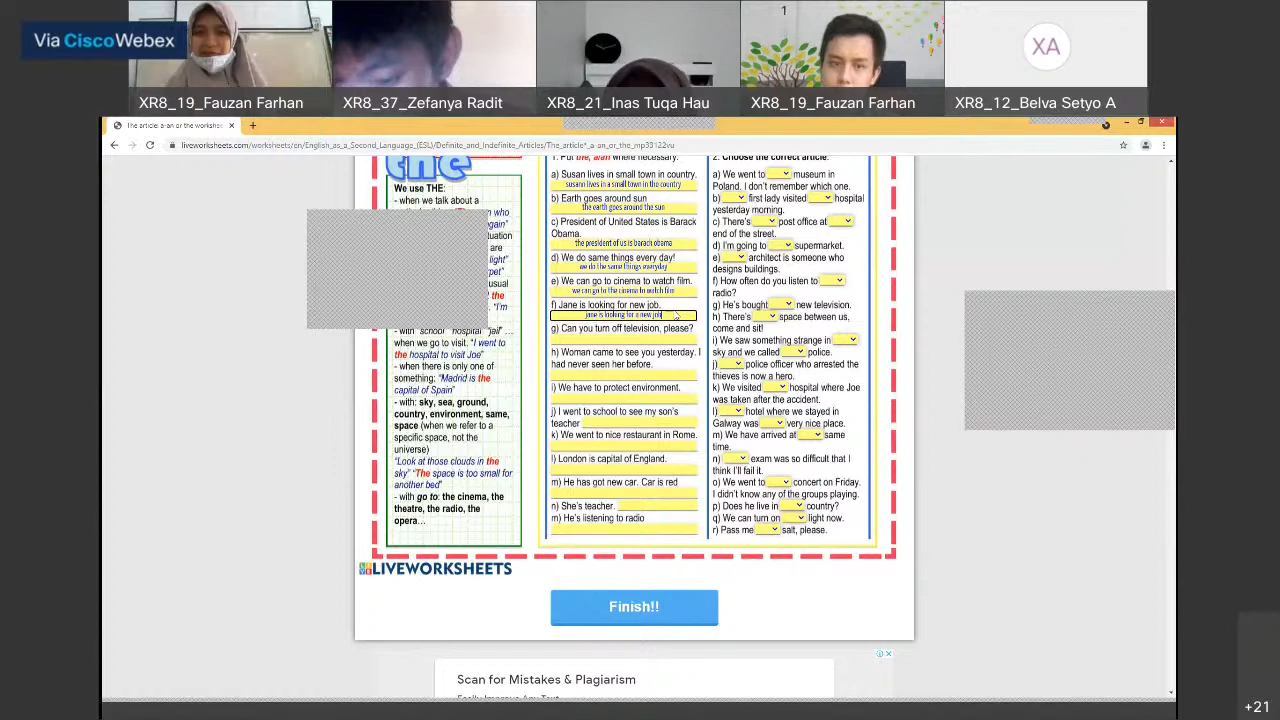 Via Cisco Webex
1
XA
XR8_19_Fauzan Farhan
XR8_37_Zefanya Radit
XR8_21_Inas Tuqa Hau
XR8_19_Fauzan Farhan
XR8_12_Belva Setyo A
The article: a-an or the workshe
liveworksheets.com/worksheets/en/English_as_a_Second_Language_(ESL)/Definite_and_Indefinite_Articles/The_article*_a-an_or_the_mp33122vu
the
We use THE:
- when we talk about a
n who
gain"
tuation
are
light"
rpet"
usual
the
"I'm
- with "school" "hospital" "jail" …
when we go to visit. "I went to
the hospital to visit Joe"
- when there is only one of
something: "Madrid is the
capital of Spain"
- with: sky, sea, ground,
country, environment, same,
space (when we refer to a
specific space, not the
universe)
"Look at those clouds in the
sky" "The space is too small for
another bed"
- with go to: the cinema, the
theatre, the radio, the
opera…
1. Put the, a/an where necessary.
a) Susan lives in small town in country.
susann lives in a small town in the country
b) Earth goes around sun
the earth goes around the sun
c) President of United States is Barack
Obama.
the president of us is barack obama
d) We do same things every day!
we do the same things everyday
e) We can go to cinema to watch film.
we can go to the cinema to watch film
f) Jane is looking for new job.
jane is looking for a new job
g) Can you turn off television, please?
h) Woman came to see you yesterday. I
had never seen her before.
i) We have to protect environment.
j) I went to school to see my son's
teacher
k) We went to nice restaurant in Rome.
l) London is capital of England.
m) He has got new car. Car is red
n) She's teacher.
m) He's listening to radio
2. Choose the correct article.
a) We went to museum in
Poland. I don't remember which one.
b) first lady visited hospital
yesterday morning.
c) There's post office at
end of the street.
d) I'm going to supermarket.
e) architect is someone who
designs buildings.
f) How often do you listen to
radio?
g) He's bought new television.
h) There's space between us,
come and sit!
i) We saw something strange in
sky and we called police.
j) police officer who arrested the
thieves is now a hero.
k) We visited hospital where Joe
was taken after the accident.
l) hotel where we stayed in
Galway was very nice place.
m) We have arrived at same
time.
n) exam was so difficult that I
think I'll fail it.
o) We went to concert on Friday.
I didn't know any of the groups playing.
p) Does he live in country?
q) We can turn on light now.
r) Pass me salt, please.
LIVEWORKSHEETS
Finish!!
Scan for Mistakes & Plagiarism
+21